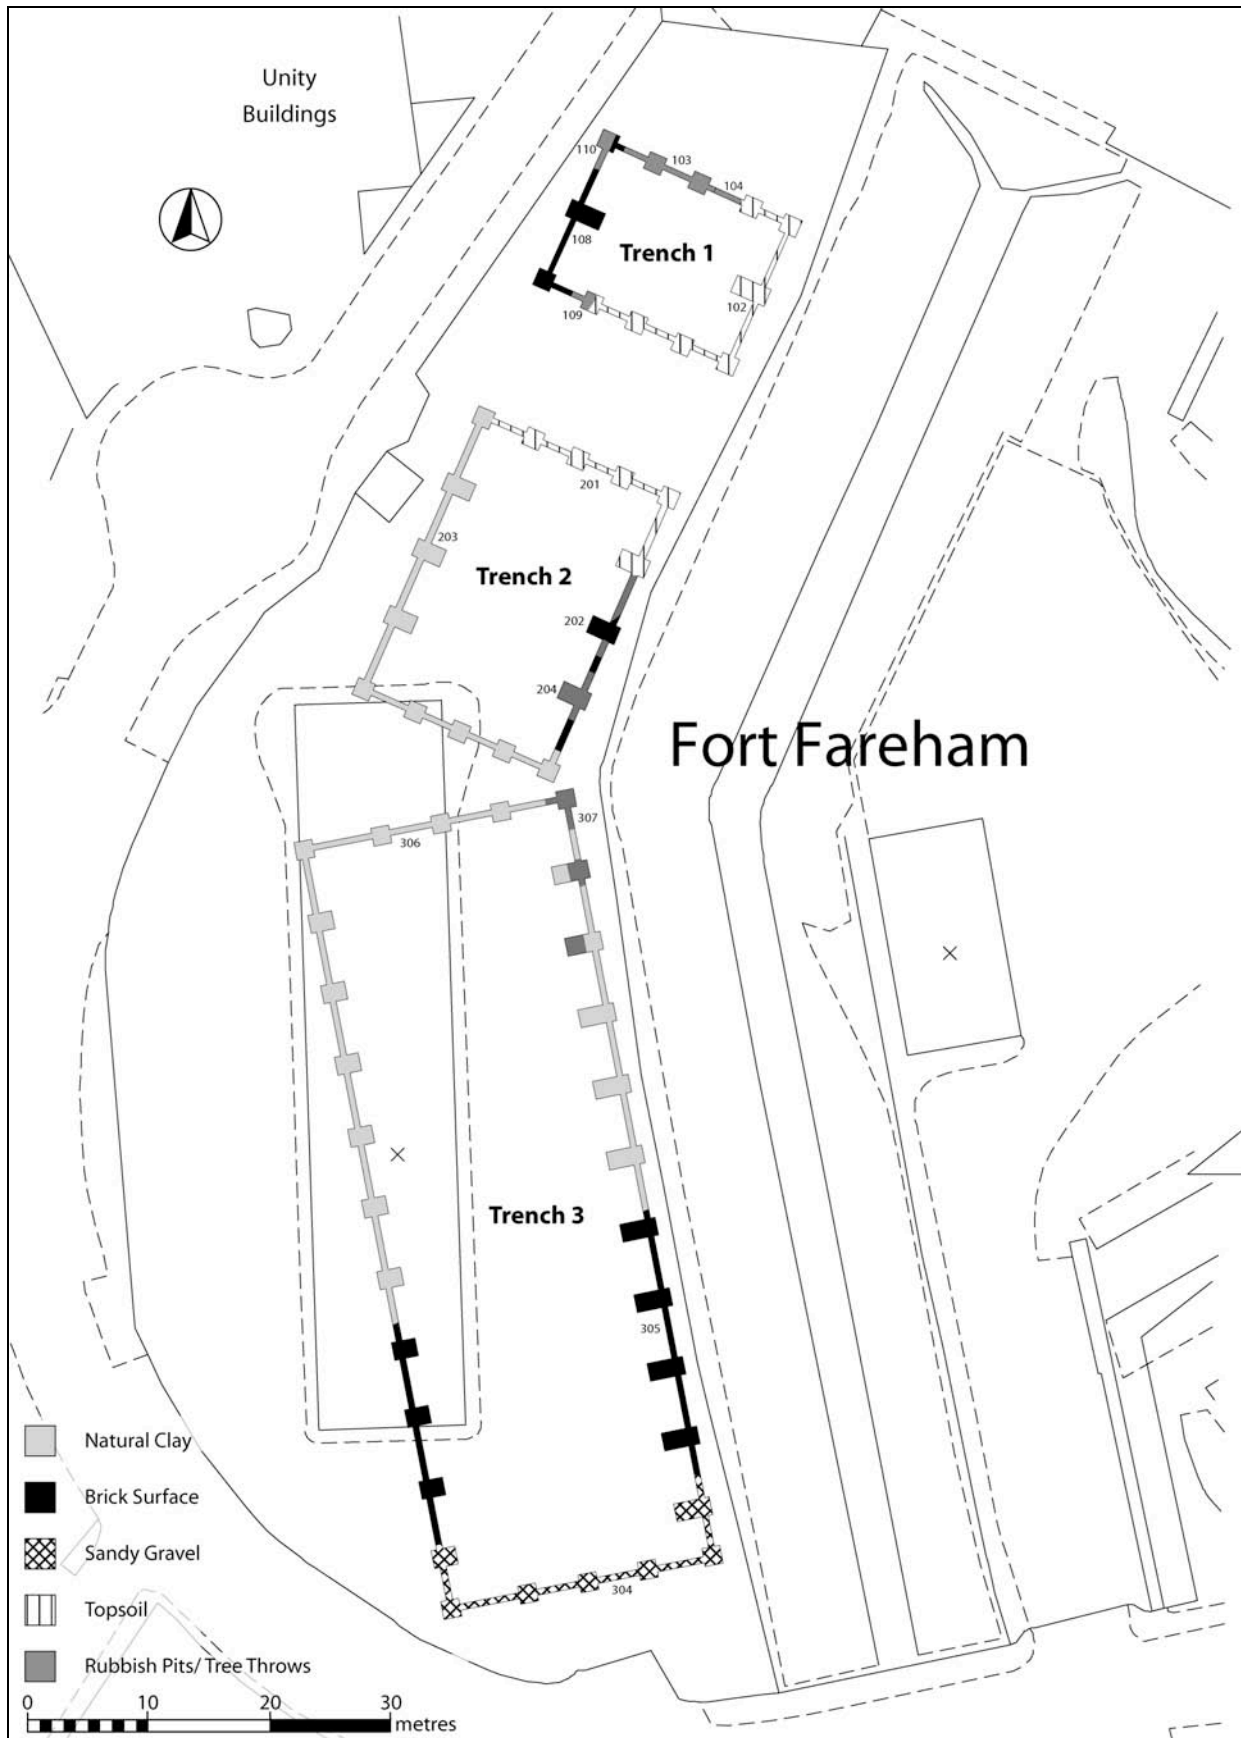 Unity
Buildings
110
103
104
108
Trench 1
102
109
201
203
Trench 2
202
204
Fort Fareham
307
306
Trench 3
305
304
Natural Clay
Brick Surface
Sandy Gravel
Topsoil
Rubbish Pits/ Tree Throws
0 10 20 30
metres